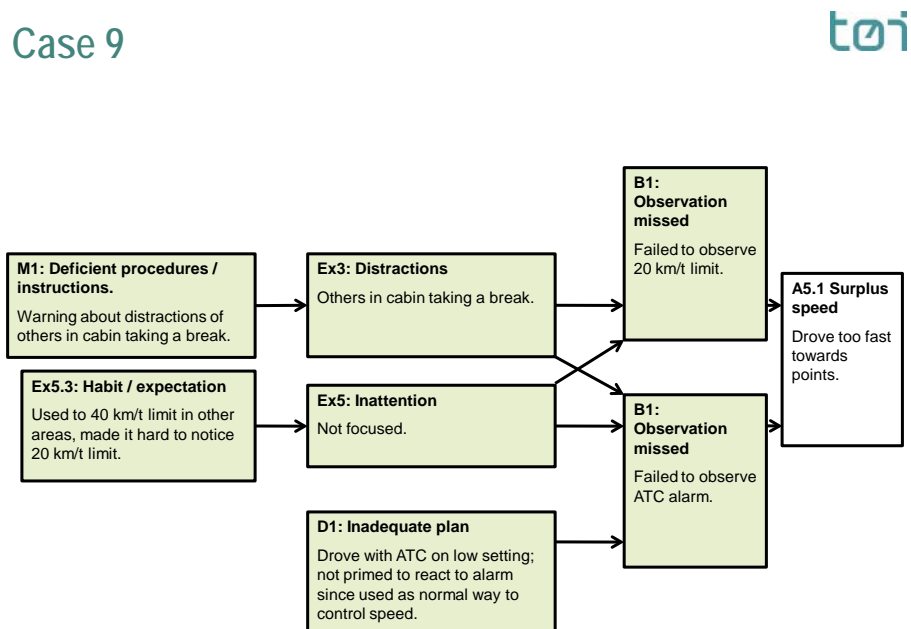 Case 9
tøi
M1: Deficient procedures /
instructions.
Warning about distractions of
others in cabin taking a break.
Ex5.3: Habit / expectation
Used to 40 km/t limit in other
areas, made it hard to notice
20 km/t limit.
Ex3: Distractions
Others in cabin taking a break.
Ex5: Inattention
Not focused.
D1: Inadequate plan
Drove with ATC on low setting;
not primed to react to alarm
since used as normal way to
control speed.
B1:
Observation
missed
Failed to observe
20 km/t limit.
B1:
Observation
missed
Failed to observe
ATC alarm.
A5.1 Surplus
speed
Drove too fast
towards
points.